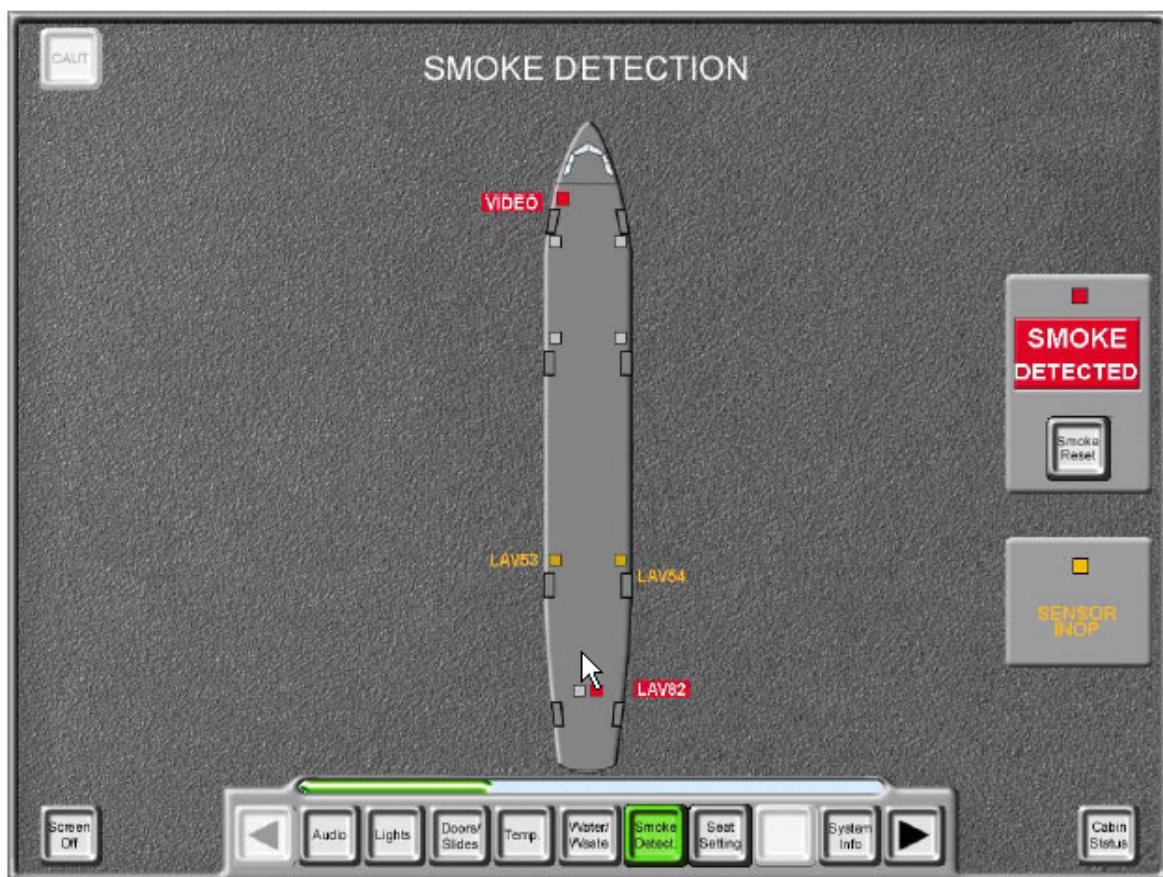 CAUT
SMOKE DETECTION
VIDEO
SMOKE
DETECTED
Smoke
Reset
LAV53
LAV54
SENSOR
INOP
LAV82
Screen
Off
Audio
Lights
Doors/
Slides
Temp.
Water/
Waste
Smoke
Detect.
Seat
Setting
System
Info
Cabin
Status